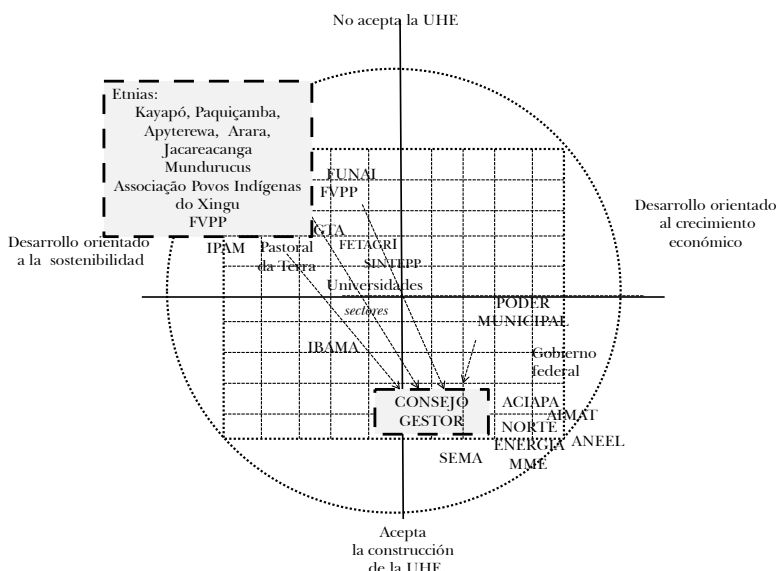 No acepta la UHE
Etnias:
Kayapó, Paquiçamba,
Apyterewa, Arara,
Jacareacanga
Mundurucus
Associação Povos Indígenas
do Xingu
FVPP
FUNAI
FVPP
GTA
FETAGRI
SINTEPP
IPAM
Pastoral
da Terra
Universidades
sectores
IBAMA
Desarrollo orientado
a la sostenibilidad
Desarrollo orientado
al crecimiento
económico
PODER
MUNICIPAL
Gobierno
federal
CONSEJO
GESTOR
ACIAPA
AIMAT
NORTE
ENERGIA
ANEEL
MME
SEMA
Acepta
la construcción
de la UHE